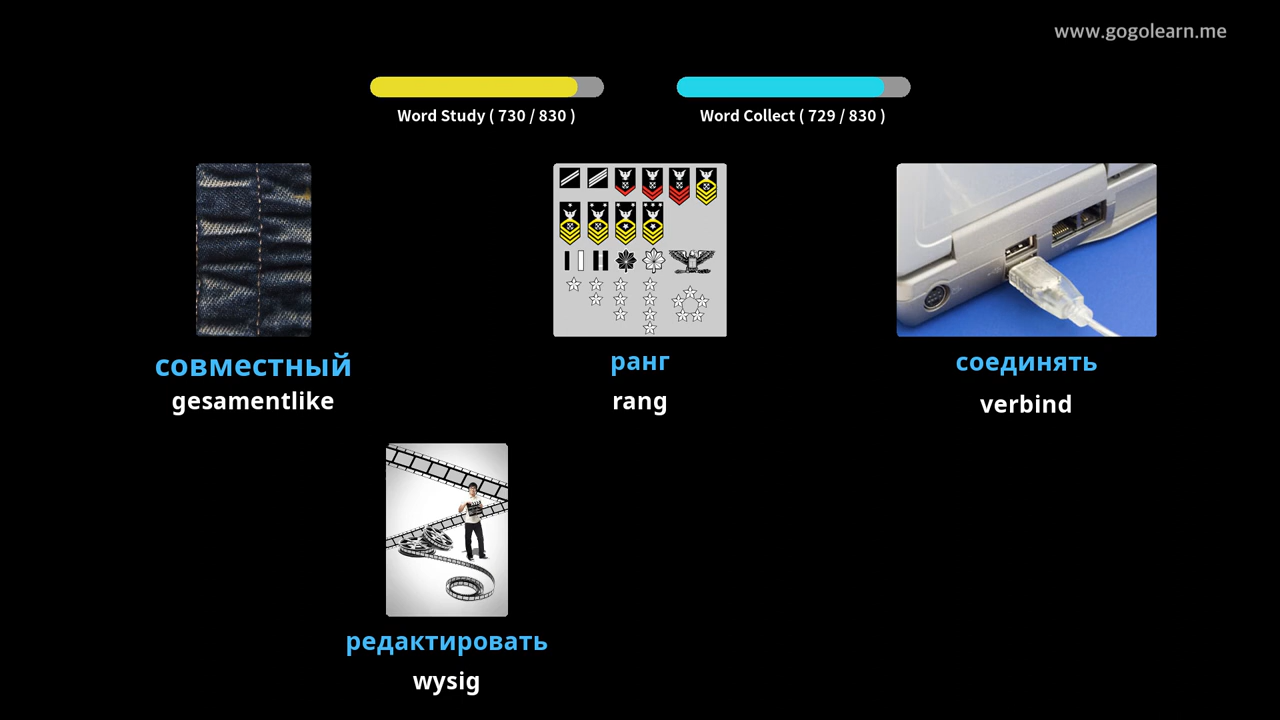 www.gogolearn.me
Word Study ( 730 / 830 )
Word Collect ( 729 / 830 )
совместный
gesamentlike
ранг
rang
соединять
verbind
редактировать
wysig